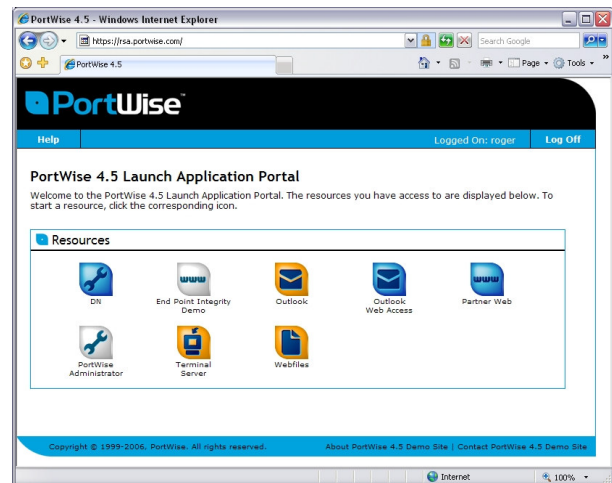 PortWise 4.5 - Windows Internet Explorer
https://rsa.portwise.com/
Search Google
PortWise 4.5
Page
Tools
PortWise™
Help
Logged On: roger
Log Off
PortWise 4.5 Launch Application Portal
Welcome to the PortWise 4.5 Launch Application Portal. The resources you have access to are displayed below. To
start a resource, click the corresponding icon.
Resources
www
www
DN
End Point Integrity
Demo
Outlook
Outlook
Web Access
Partner Web
PortWise
Administrator
Terminal
Server
Webfiles
Copyright © 1999-2006, PortWise. All rights reserved.
About PortWise 4.5 Demo Site | Contact PortWise 4.5 Demo Site
Internet
100%